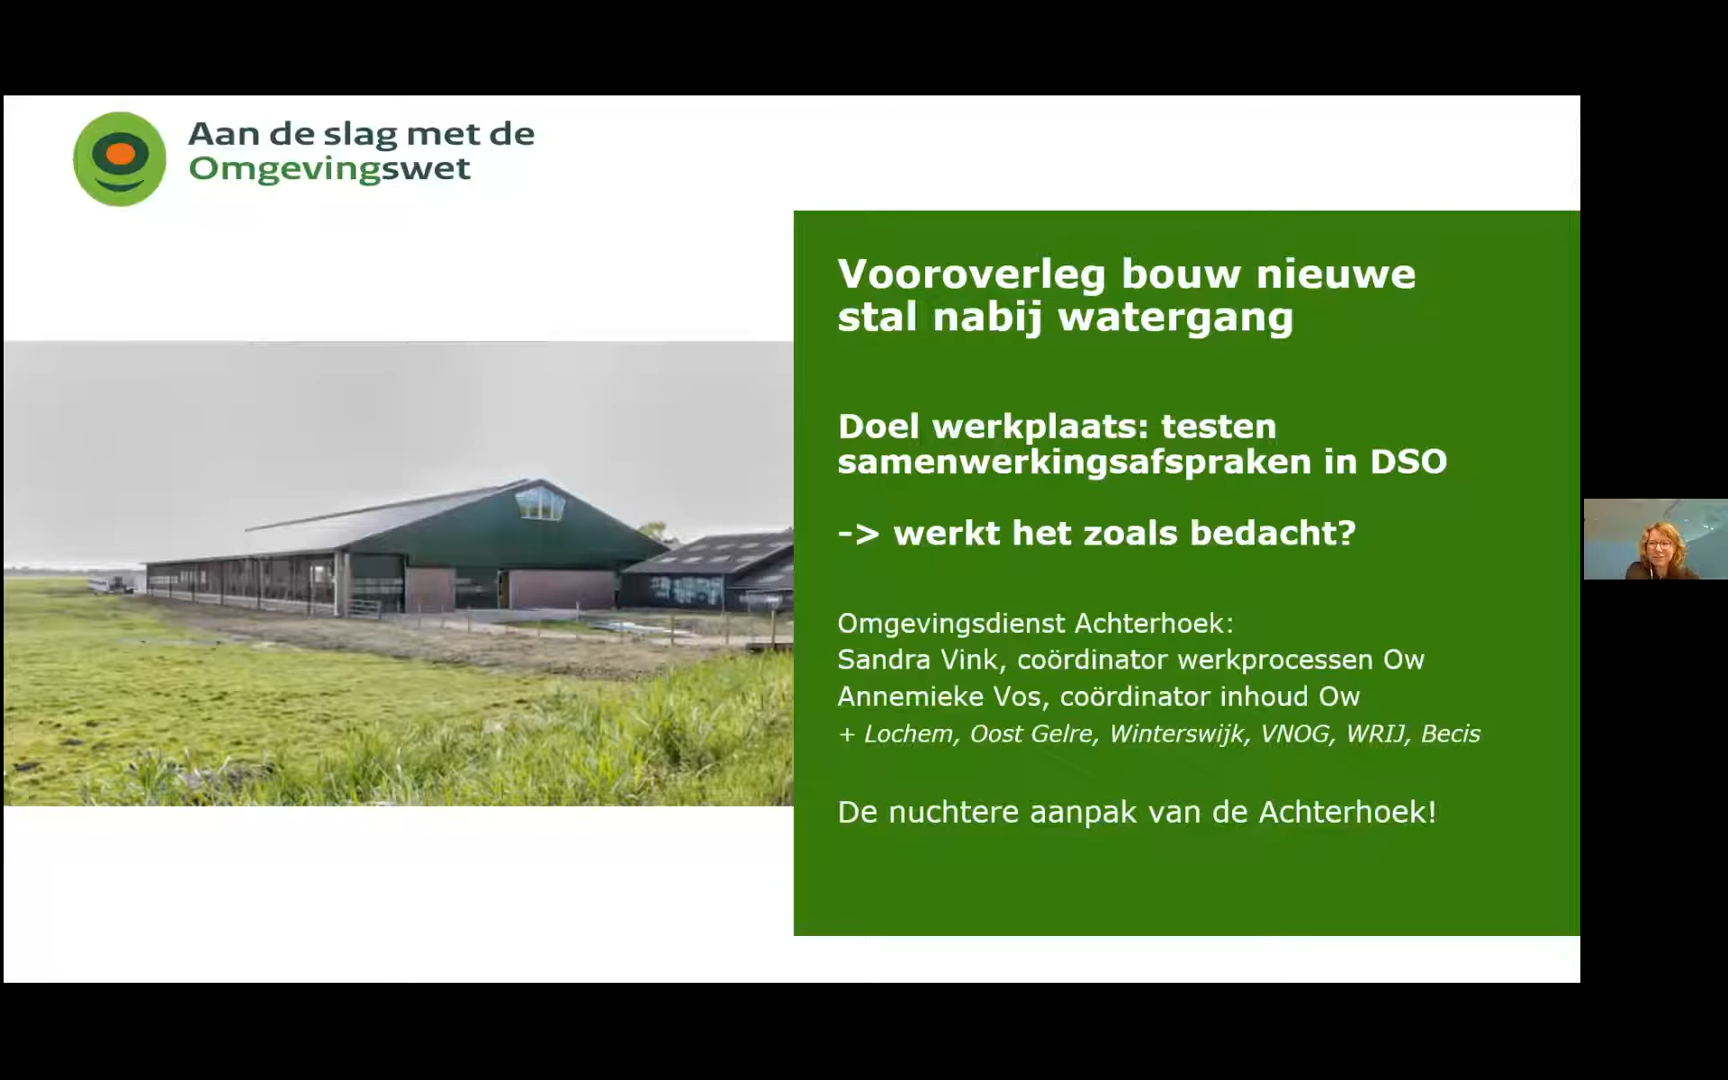 Aan de slag met de
Omgevingswet
Vooroverleg bouw nieuwe
stal nabij watergang
Doel werkplaats: testen
samenwerkingsafspraken in DSO
-> werkt het zoals bedacht?
Omgevingsdienst Achterhoek:
Sandra Vink, coördinator werkprocessen Ow
Annemieke Vos, coördinator inhoud Ow
+ Lochem, Oost Gelre, Winterswijk, VNOG, WRIJ, Becis
De nuchtere aanpak van de Achterhoek!